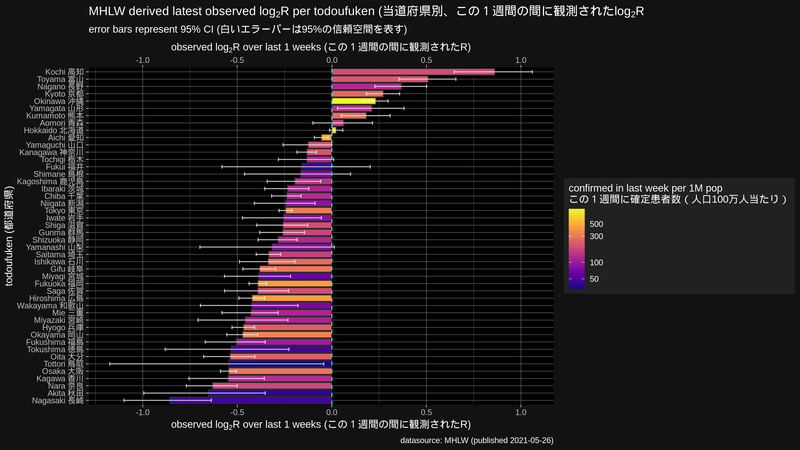 MHLW derived latest observed log2R per todoufuken (当道府県別、この１週間の間に観測されたlog2R
error bars represent 95% CI (白いエラーバーは95%の信頼空間を表す)
observed log2R over last 1 weeks (この１週間の間に観測されたR)
-1.0 -0.5 0.0 0.5 1.0
todoufuken (都道府県)
Kochi 高知
Toyama 富山
Nagano 長野
Kyoto 京都
Okinawa 沖縄
Yamagata 山形
Kumamoto 熊本
Aomori 青森
Hokkaido 北海道
Aichi 愛知
Yamaguchi 山口
Kanagawa 神奈川
Tochigi 栃木
Fukui 福井
Shimane 島根
Kagoshima 鹿児島
Ibaraki 茨城
Chiba 千葉
Niigata 新潟
Tokyo 東京
Iwate 岩手
Shiga 滋賀
Gunma 群馬
Shizuoka 静岡
Yamanashi 山梨
Saitama 埼玉
Ishikawa 石川
Gifu 岐阜
Miyagi 宮城
Fukuoka 福岡
Saga 佐賀
Hiroshima 広島
Wakayama 和歌山
Mie 三重
Miyazaki 宮崎
Hyogo 兵庫
Okayama 岡山
Fukushima 福島
Tokushima 徳島
Oita 大分
Tottori 鳥取
Osaka 大阪
Kagawa 香川
Nara 奈良
Akita 秋田
Nagasaki 長崎
-1.0 -0.5 0.0 0.5 1.0
observed log2R over last 1 weeks (この１週間の間に観測されたR)
datasource: MHLW (published 2021-05-26)
confirmed in last week per 1M pop
この１週間に確定患者数（人口100万人当たり）
500
300
100
50